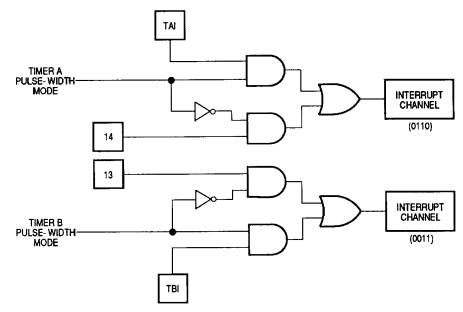 TAI
TIMER A
PULSE-WIDTH
MODE
INTERRUPT
CHANNEL
(0110)
14
13
INTERRUPT
CHANNEL
(0011)
TIMER B
PULSE-WIDTH
MODE
TBI